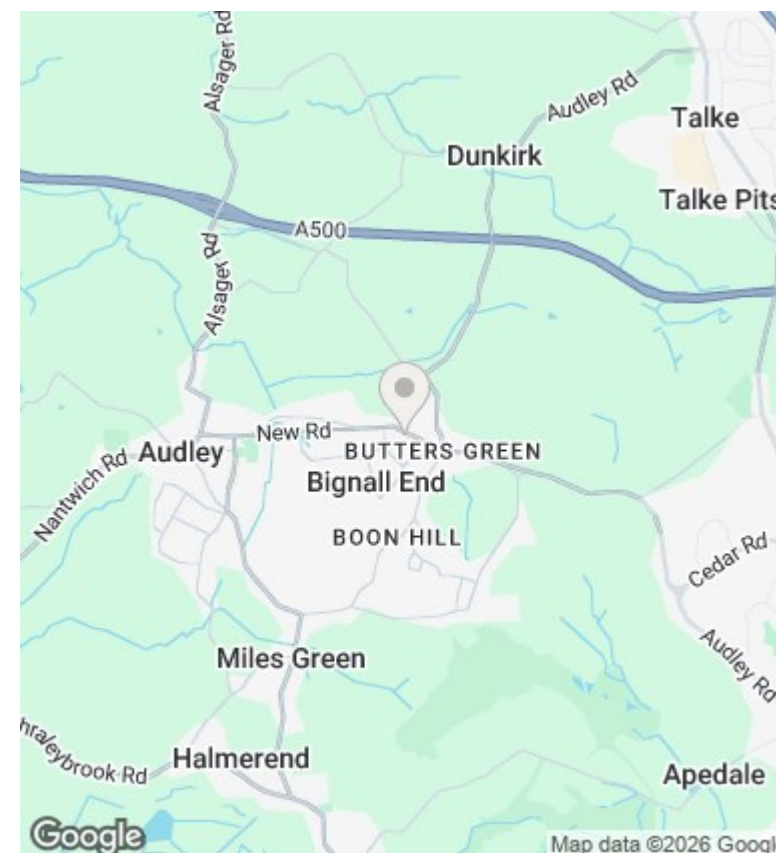 Alsager Rd
Audley Rd
Talke
Dunkirk
Talke Pits
A500
Alsager Rd
New Rd
Audley
BUTTERS GREEN
Nantwich Rd
Bignall End
BOON HILL
Cedar Rd
Miles Green
Audley Rd
Halmerend
Apedale
Google
Map data ©2026 Google